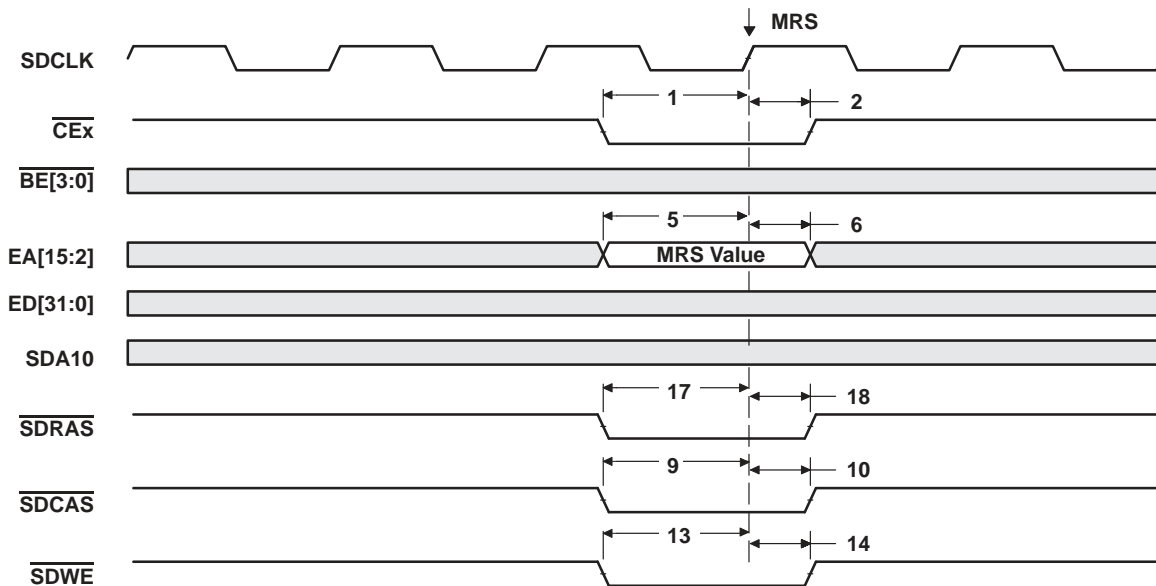 MRS
SDCLK
1 2
CEx
BE[3:0]
5 6
EA[15:2] MRS Value
ED[31:0]
SDA10
17 18
SDRAS
9 10
SDCAS
13 14
SDWE